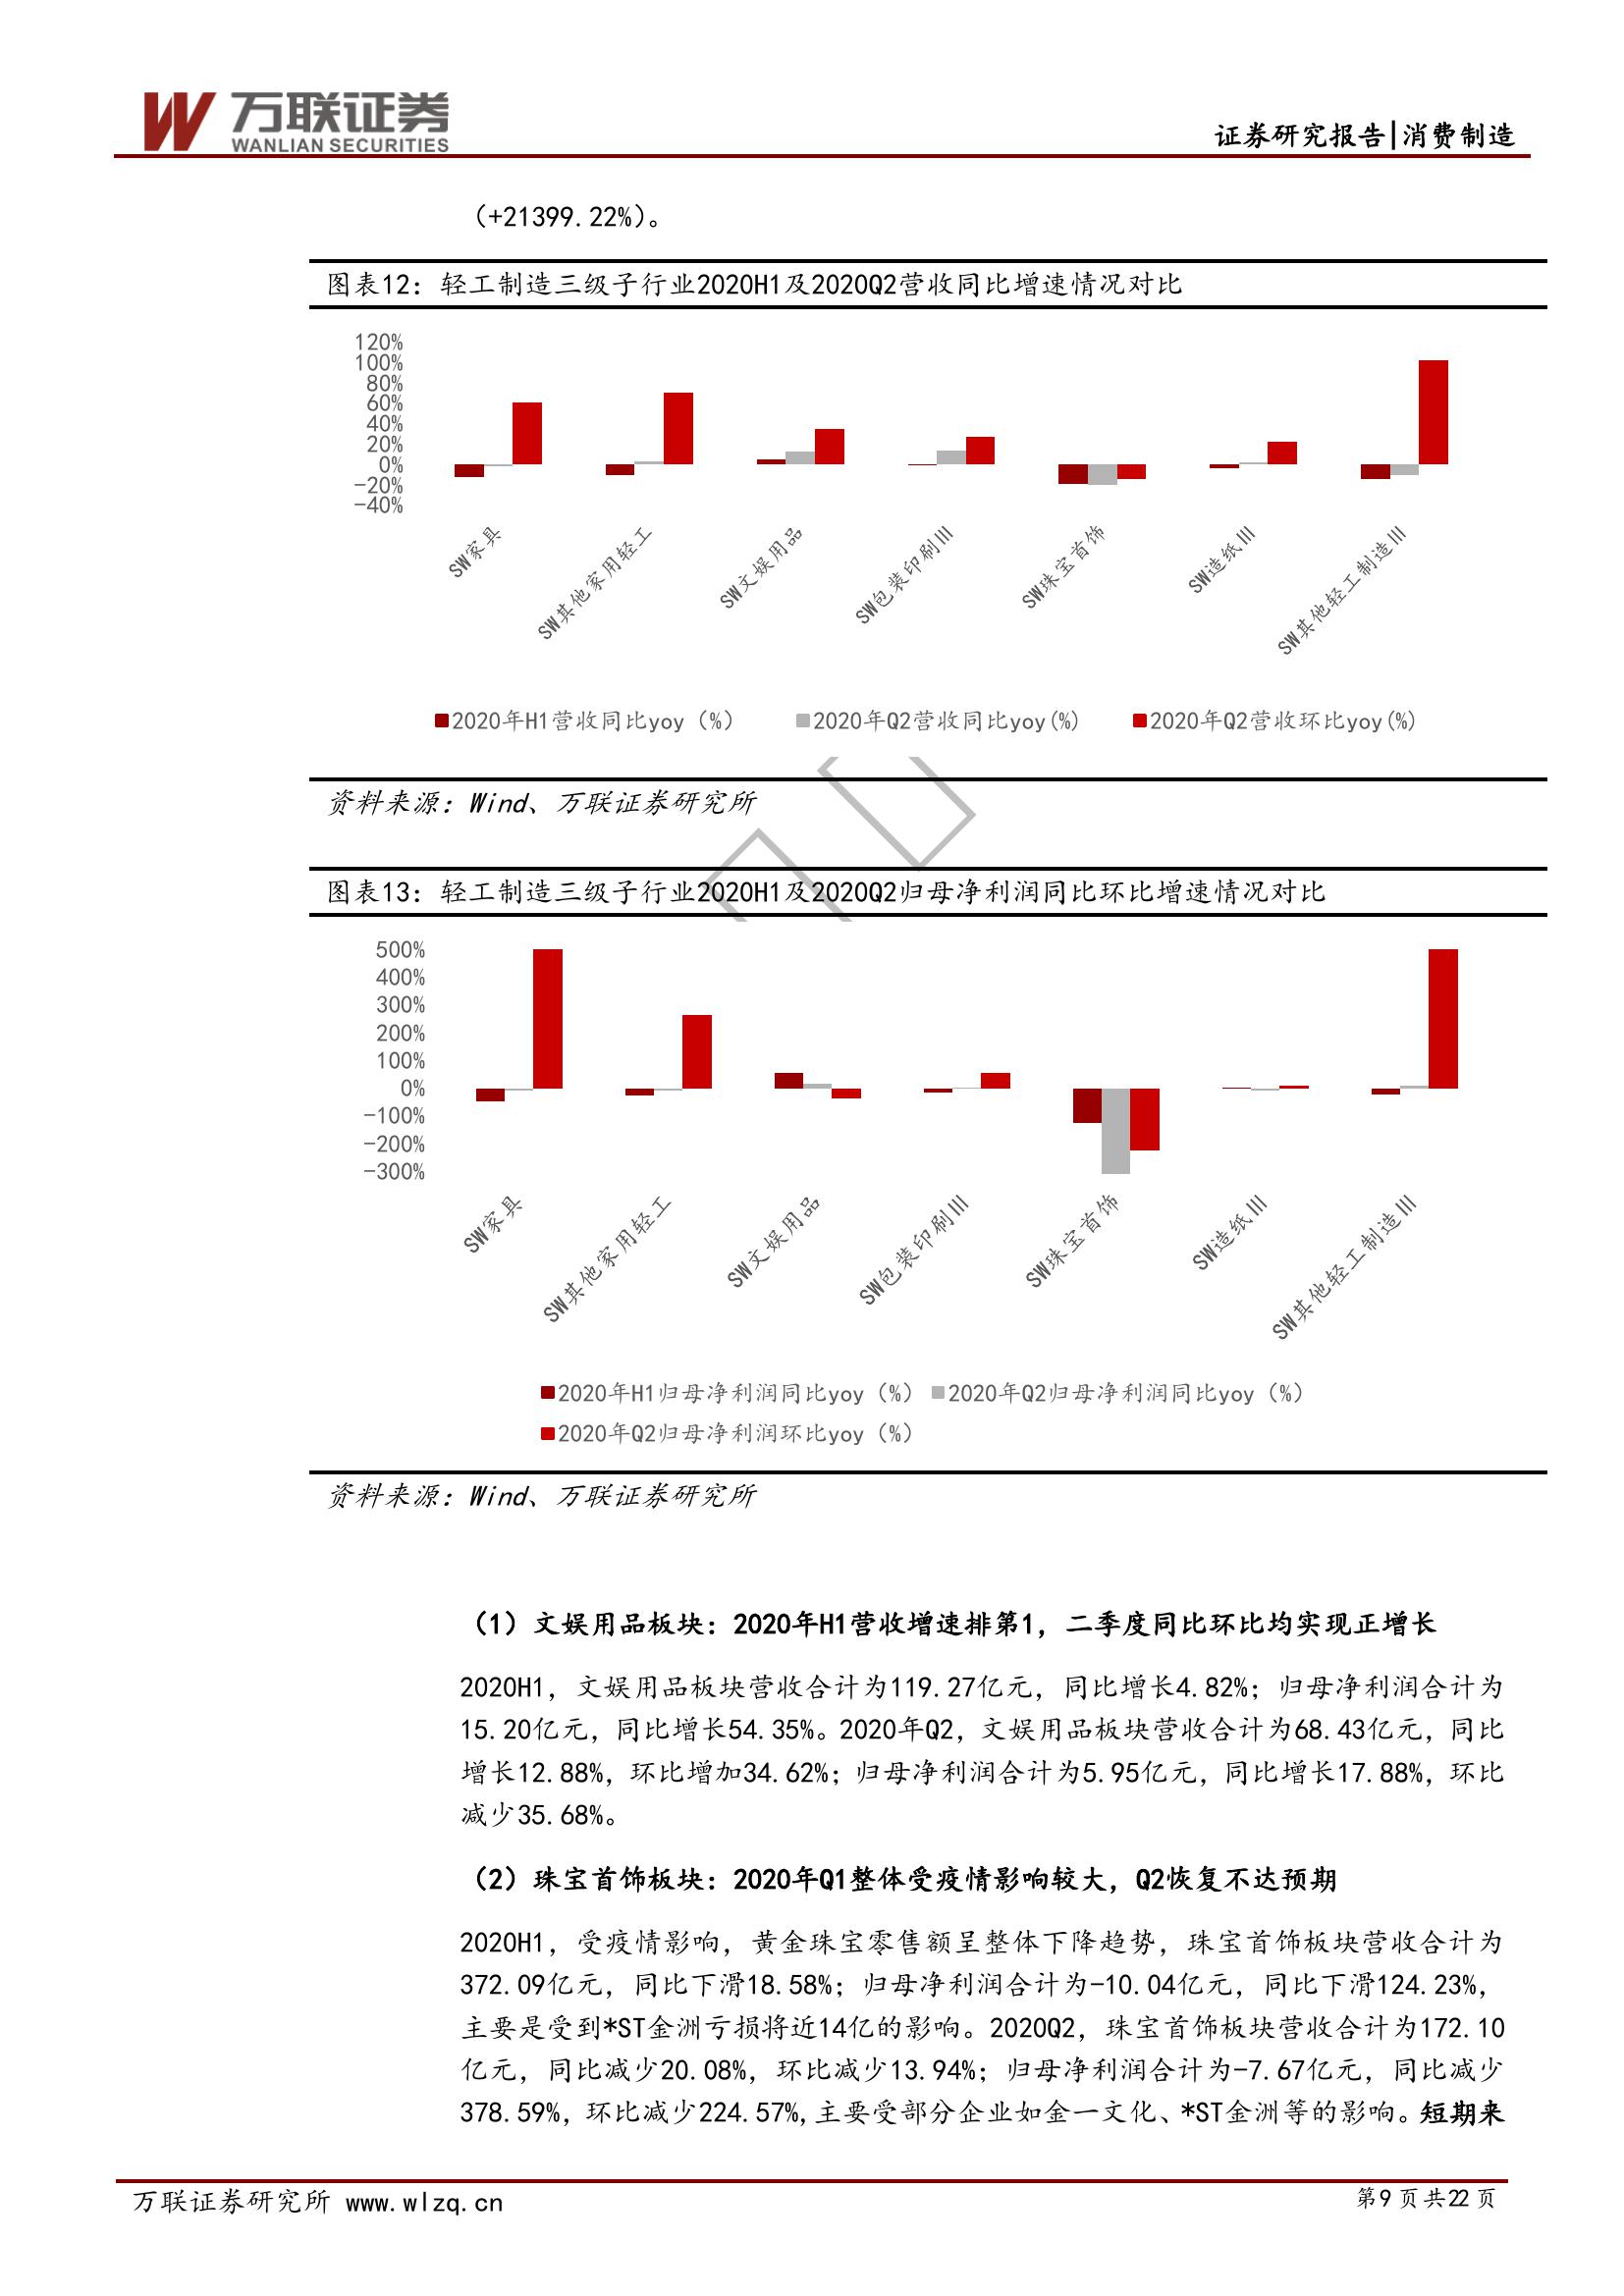 万联证券
WANLIAN SECURITIES
证券研究报告|消费制造
（+21399.22%）。
图表12：轻工制造三级子行业2020H1及2020Q2营收同比增速情况对比
120%
100%
80%
60%
40%
20%
0%
-20%
-40%
SW家具
SW其他家用轻工
SW文娱用品
SW包装印刷Ⅲ
SW珠宝首饰
SW造纸Ⅲ
SW其他轻工制造Ⅲ
2020年H1营收同比yoy（%） 2020年Q2营收同比yoy(%) 2020年Q2营收环比yoy(%)
资料来源：Wind、万联证券研究所
图表13：轻工制造三级子行业2020H1及2020Q2归母净利润同比环比增速情况对比
500%
400%
300%
200%
100%
0%
-100%
-200%
-300%
SW家具
SW其他家用轻工
SW文娱用品
SW包装印刷Ⅲ
SW珠宝首饰
SW造纸Ⅲ
SW其他轻工制造Ⅲ
2020年H1归母净利润同比yoy（%） 2020年Q2归母净利润同比yoy（%）
2020年Q2归母净利润环比yoy（%）
资料来源：Wind、万联证券研究所
（1）文娱用品板块：2020年H1营收增速排第1，二季度同比环比均实现正增长
2020H1，文娱用品板块营收合计为119.27亿元，同比增长4.82%；归母净利润合计为
15.20亿元，同比增长54.35%。2020年Q2，文娱用品板块营收合计为68.43亿元，同比
增长12.88%，环比增加34.62%；归母净利润合计为5.95亿元，同比增长17.88%，环比
减少35.68%。
（2）珠宝首饰板块：2020年Q1整体受疫情影响较大，Q2恢复不达预期
2020H1，受疫情影响，黄金珠宝零售额呈整体下降趋势，珠宝首饰板块营收合计为
372.09亿元，同比下滑18.58%；归母净利润合计为-10.04亿元，同比下滑124.23%，
主要是受到*ST金洲亏损将近14亿的影响。2020Q2，珠宝首饰板块营收合计为172.10
亿元，同比减少20.08%，环比减少13.94%；归母净利润合计为-7.67亿元，同比减少
378.59%，环比减少224.57%,主要受部分企业如金一文化、*ST金洲等的影响。短期来
万联证券研究所 www.wlzq.cn
第9页共22页